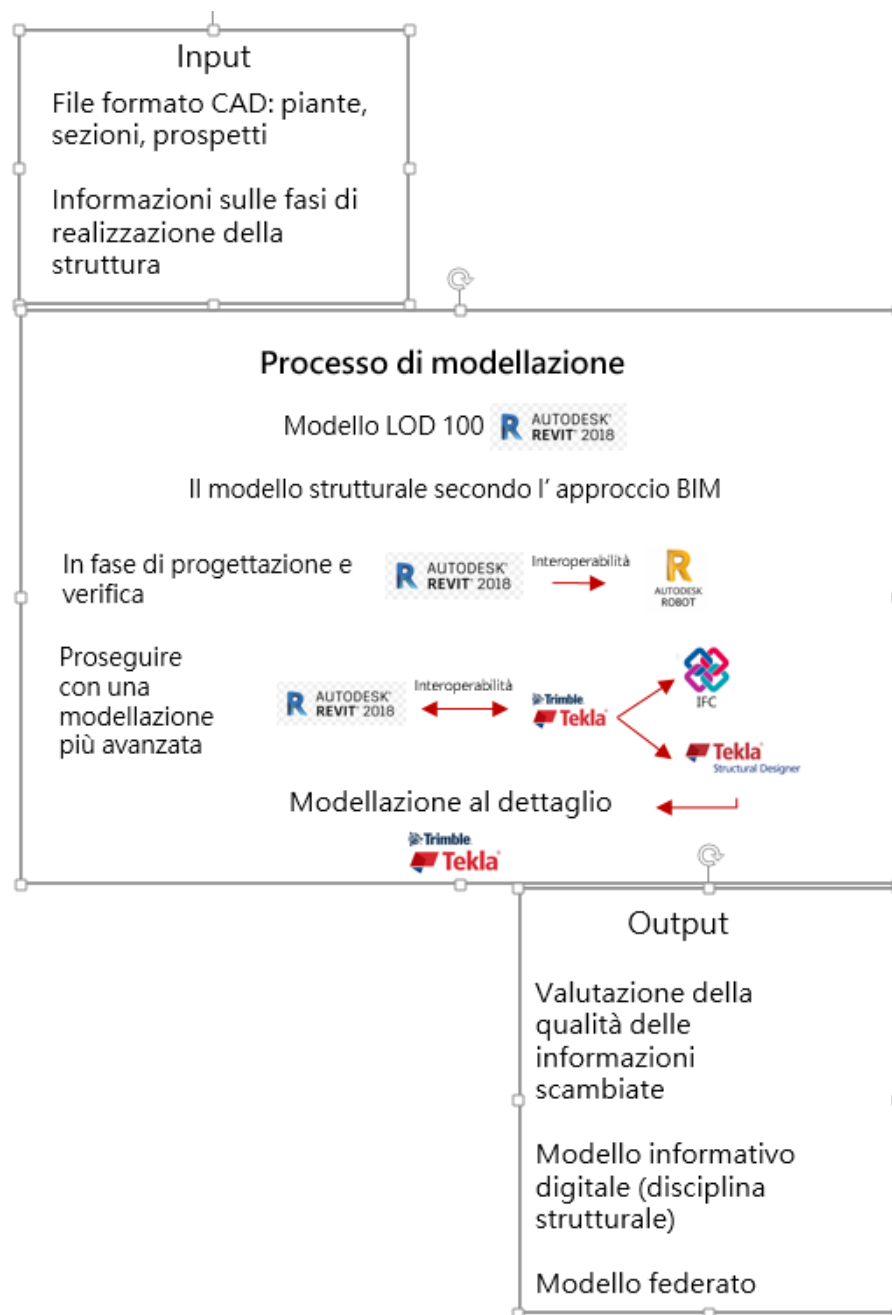 Input
File formato CAD: piante,
sezioni, prospetti
Informazioni sulle fasi di
realizzazione della
struttura
Processo di modellazione
Modello LOD 100 R AUTODESK®
REVIT® 2018
Il modello strutturale secondo l’ approccio BIM
In fase di progettazione e
verifica
R AUTODESK®
REVIT® 2018
Interoperabilità
R
AUTODESK
ROBOT
Proseguire
con una
modellazione
più avanzata
R AUTODESK®
REVIT® 2018
Interoperabilità
Trimble
Tekla®
IFC
Tekla®
Structural Designer
Modellazione al dettaglio
Trimble
Tekla®
Output
Valutazione della
qualità delle
informazioni
scambiate
Modello informativo
digitale (disciplina
strutturale)
Modello federato